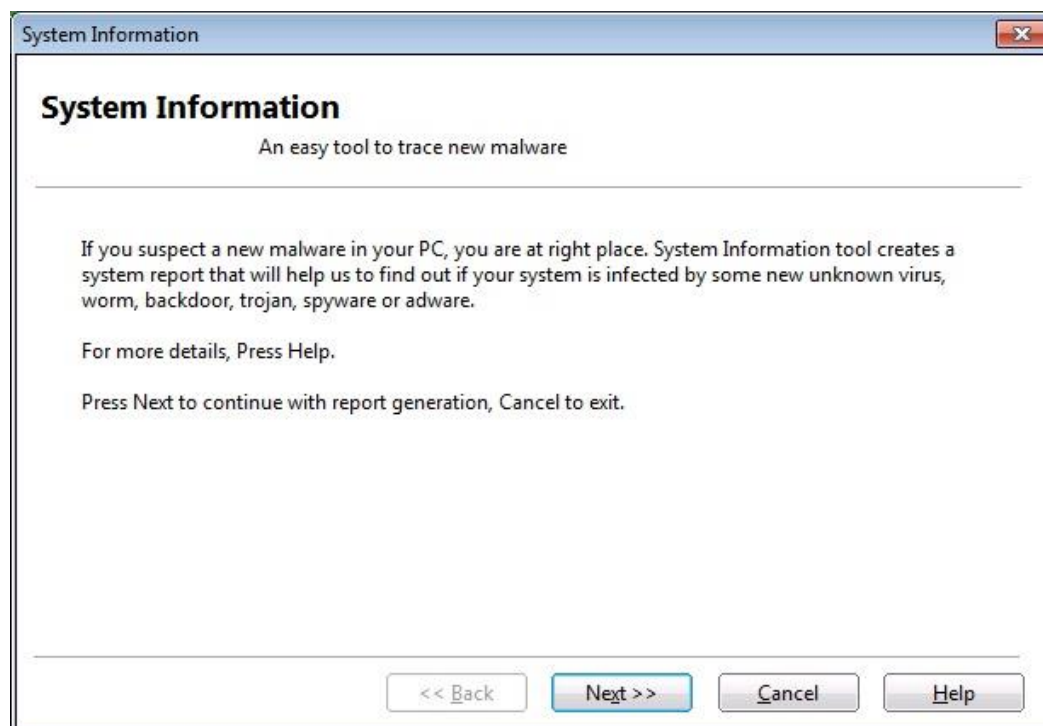 System Information
System Information
An easy tool to trace new malware
If you suspect a new malware in your PC, you are at right place. System Information tool creates a
system report that will help us to find out if your system is infected by some new unknown virus,
worm, backdoor, trojan, spyware or adware.
For more details, Press Help.
Press Next to continue with report generation, Cancel to exit.
<< Back Next >> Cancel Help